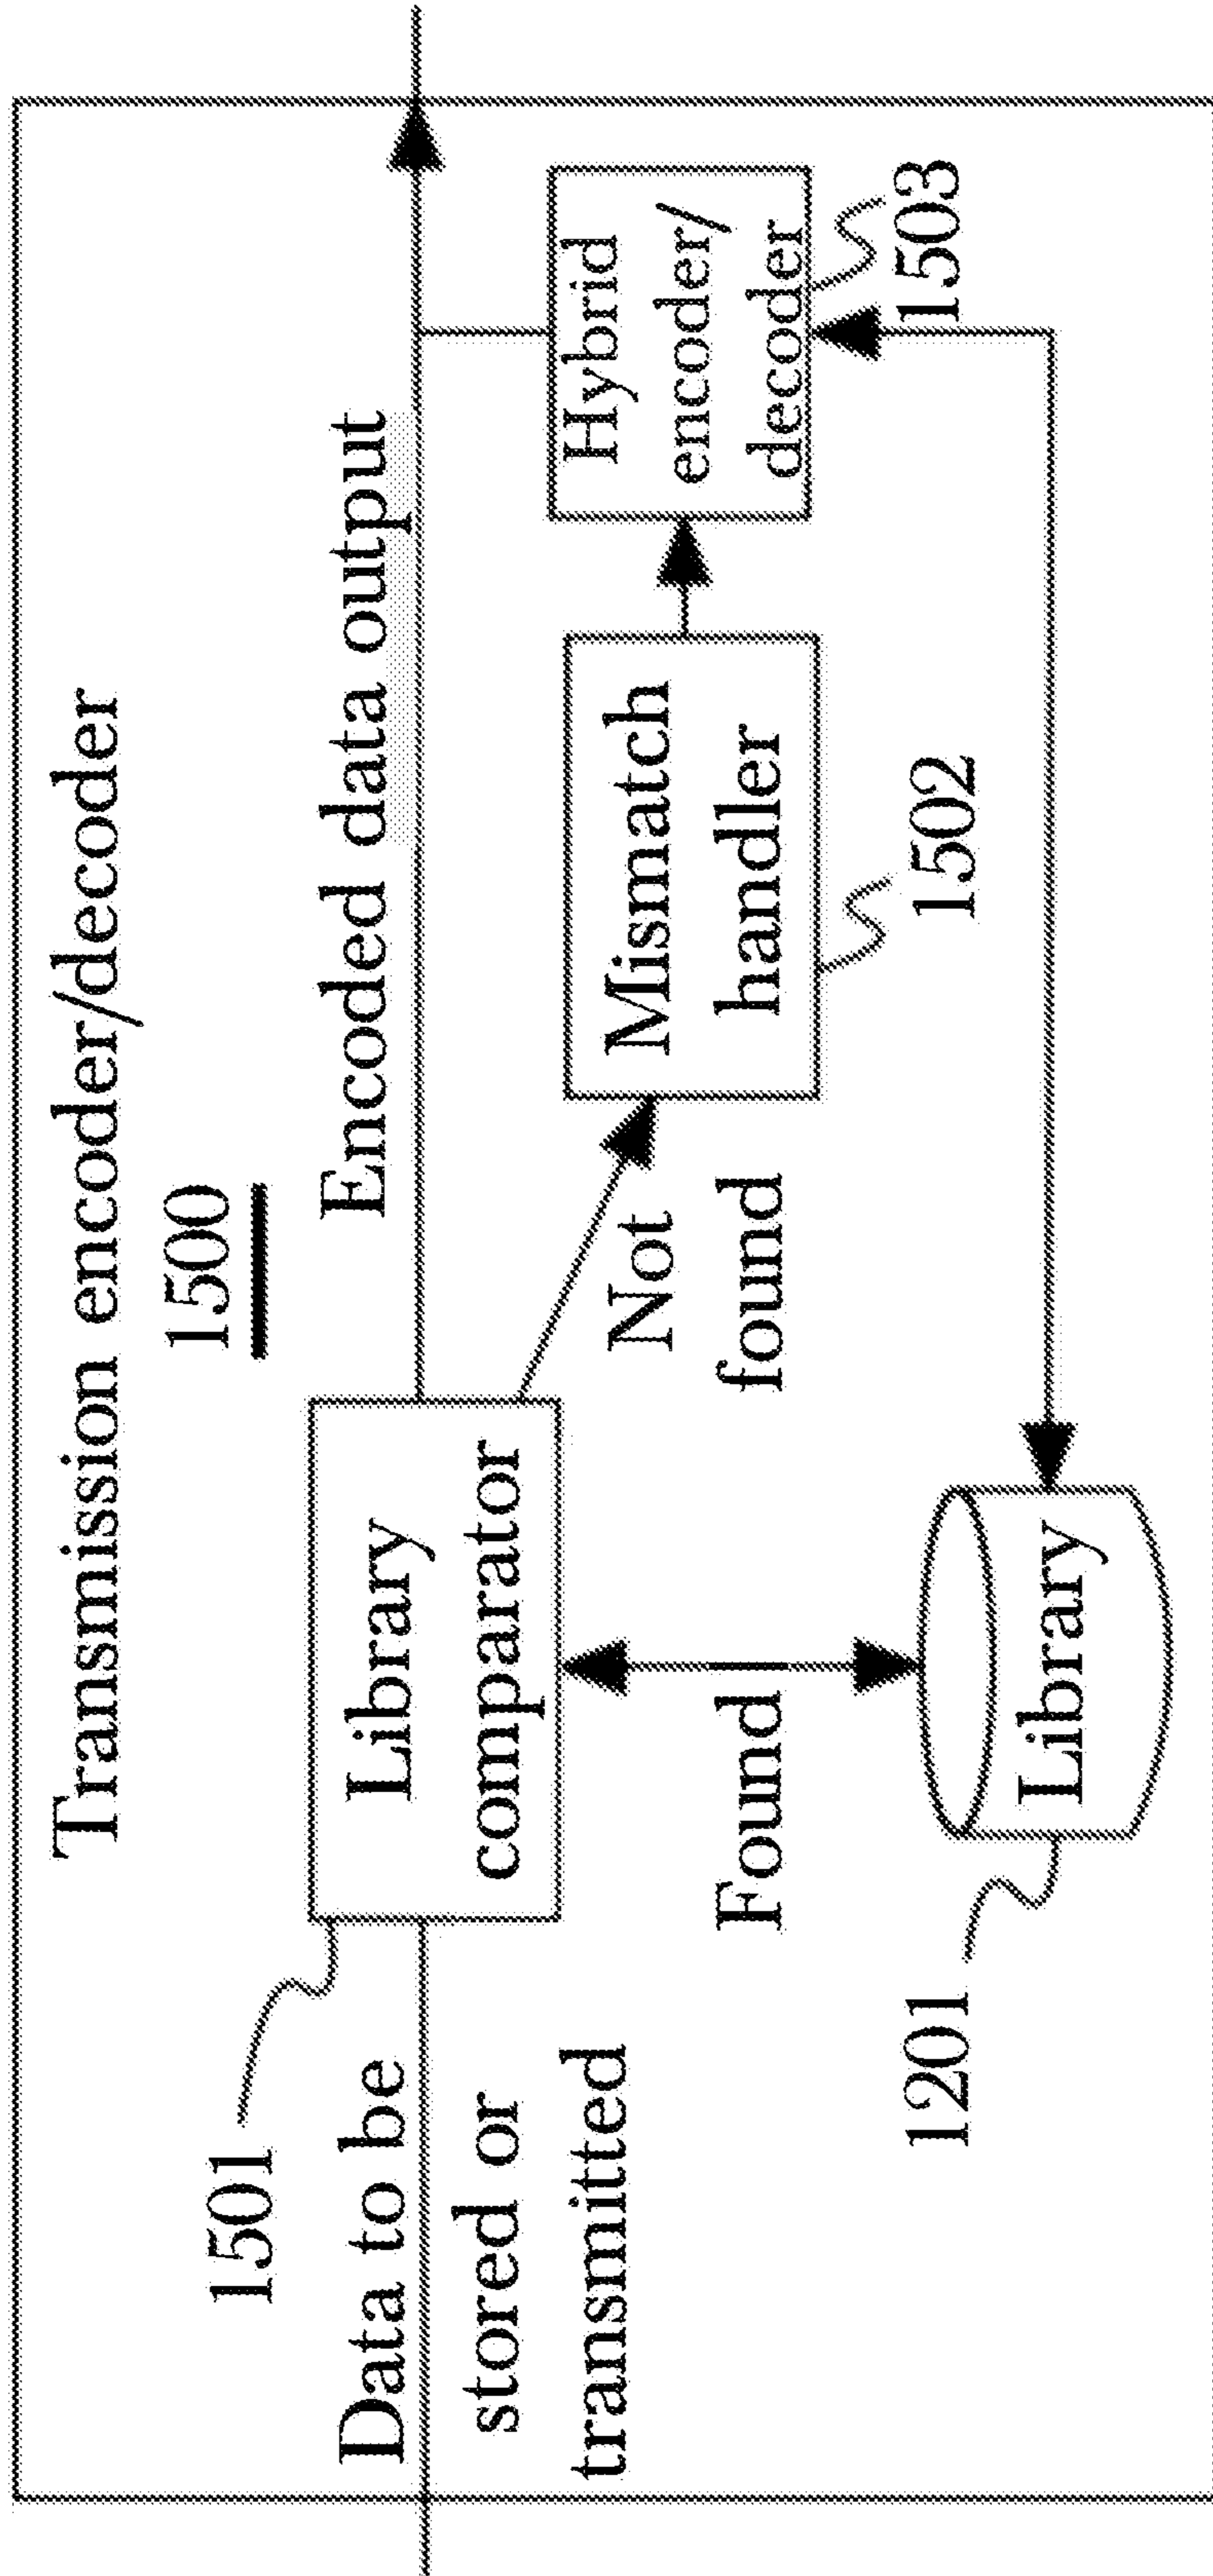 Transmission encoder/decoder
1500
1501
Data to be
stored or
transmitted
Library
comparator
Encoded data output
Not
found
Mismatch
handler
1502
Hybrid
encoder/
decoder
1503
Found
1201
Library